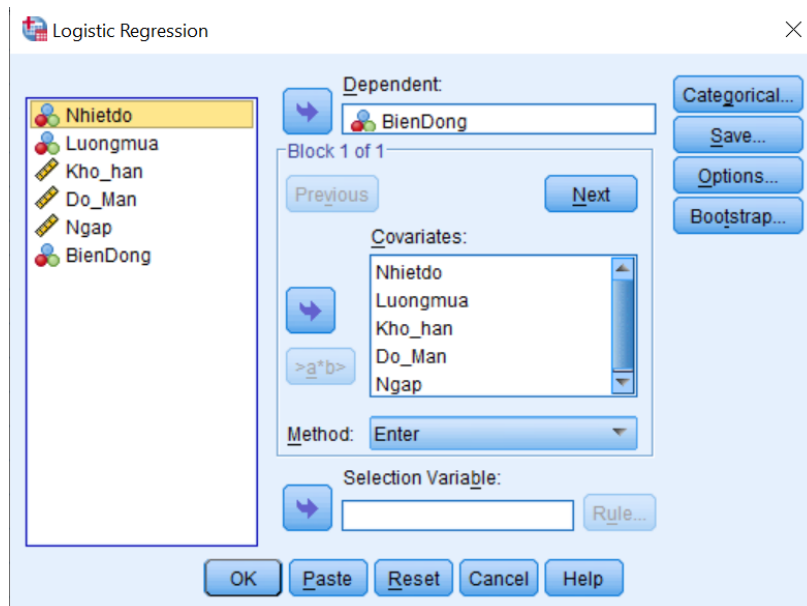 Logistic Regression
Nhietdo
Luongmua
Kho_han
Do_Man
Ngap
BienDong
Dependent:
BienDong
Block 1 of 1
Previous
Next
Covariates:
Nhietdo
Luongmua
Kho_han
Do_Man
Ngap
>a*b>
Method: Enter
Selection Variable:
Rule...
Categorical...
Save...
Options...
Bootstrap...
OK Paste Reset Cancel Help